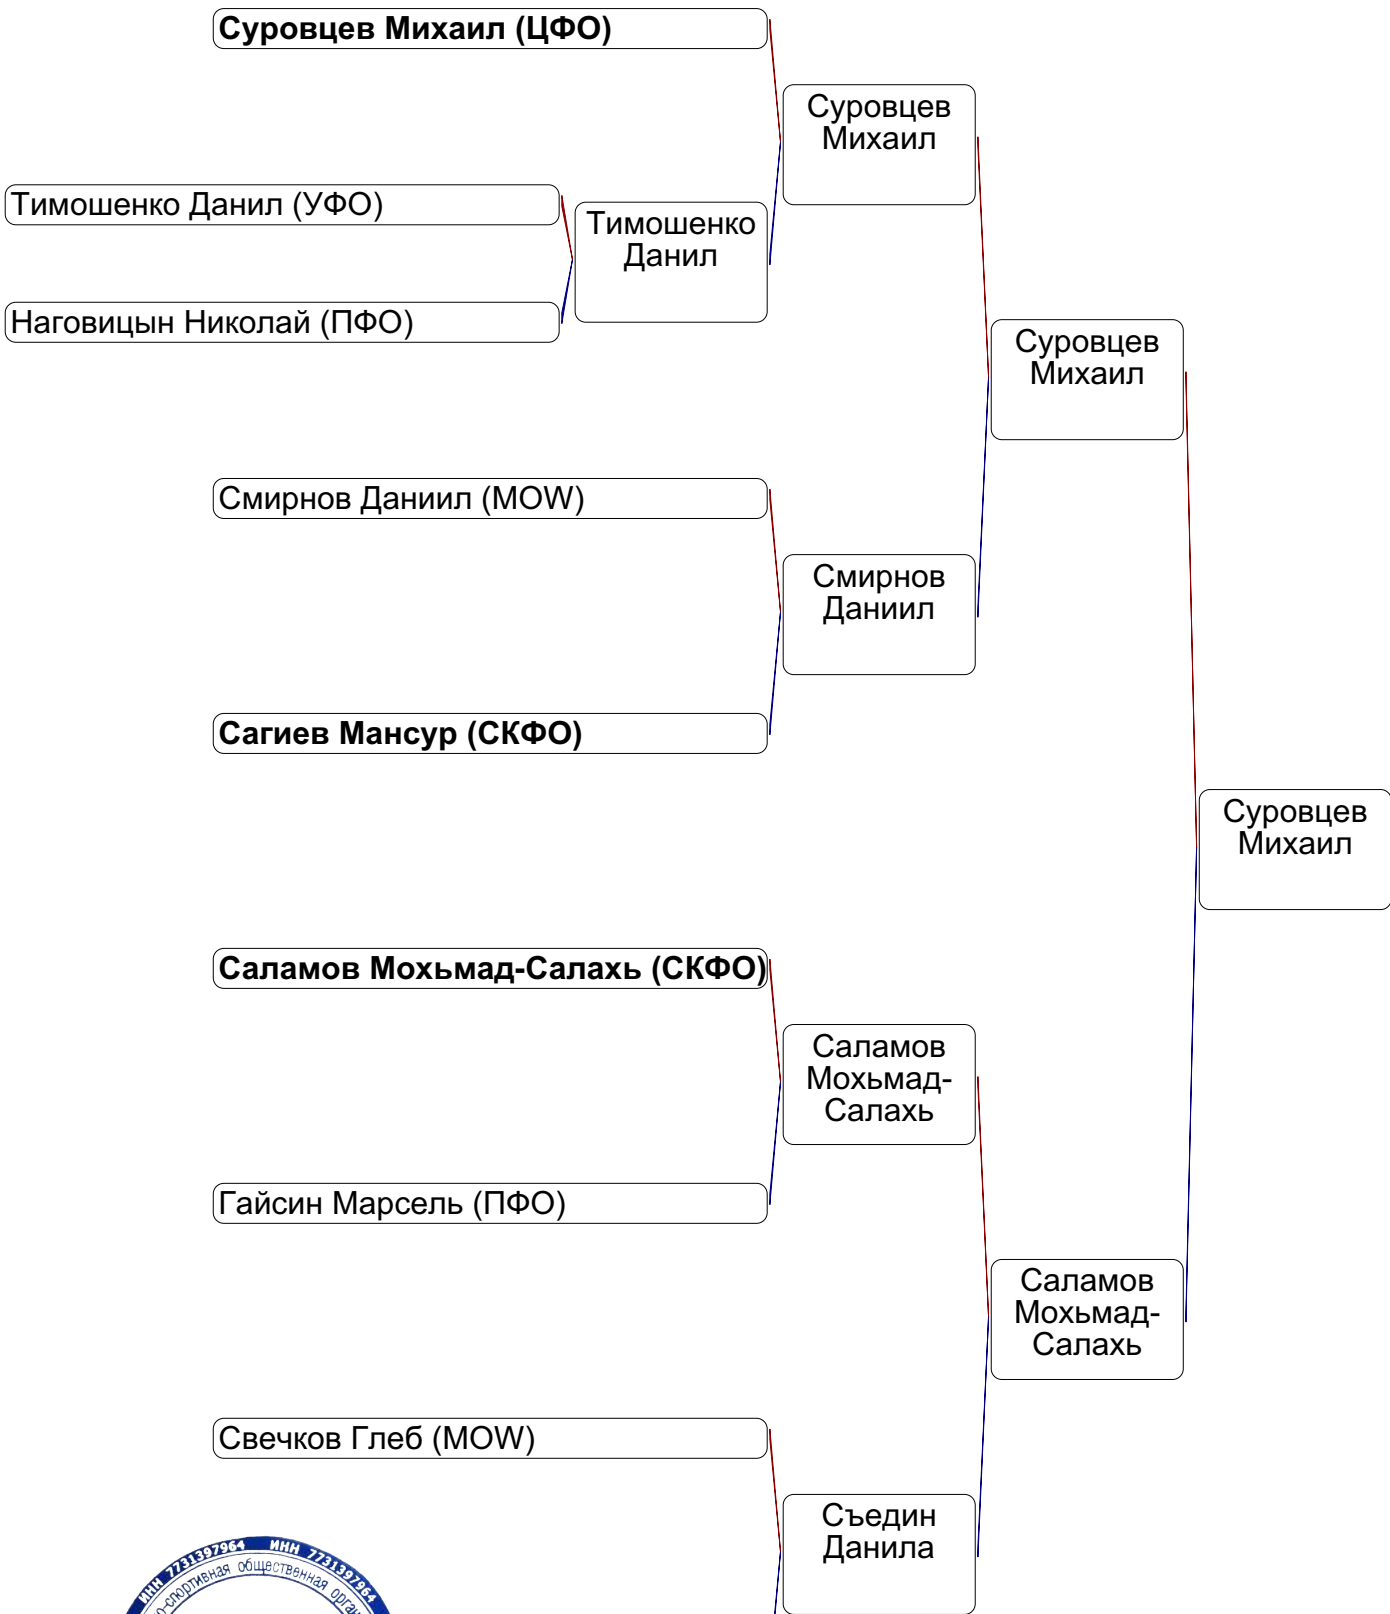 Суровцев Михаил (ЦФО)
Суровцев
Михаил
Тимошенко Данил (УФО)
Тимошенко
Данил
Наговицын Николай (ПФО)
Суровцев
Михаил
Смирнов Даниил (MOW)
Смирнов
Даниил
Сагиев Мансур (СКФО)
Суровцев
Михаил
Саламов Мохьмад-Салахь (СКФО)
Саламов
Мохьмад-
Салахь
Гайсин Марсель (ПФО)
Саламов
Мохьмад-
Салахь
Свечков Глеб (MOW)
Съедин
Данила
ИНН 7731397964 ИНН 7731397964
о-спортивная общественная орга